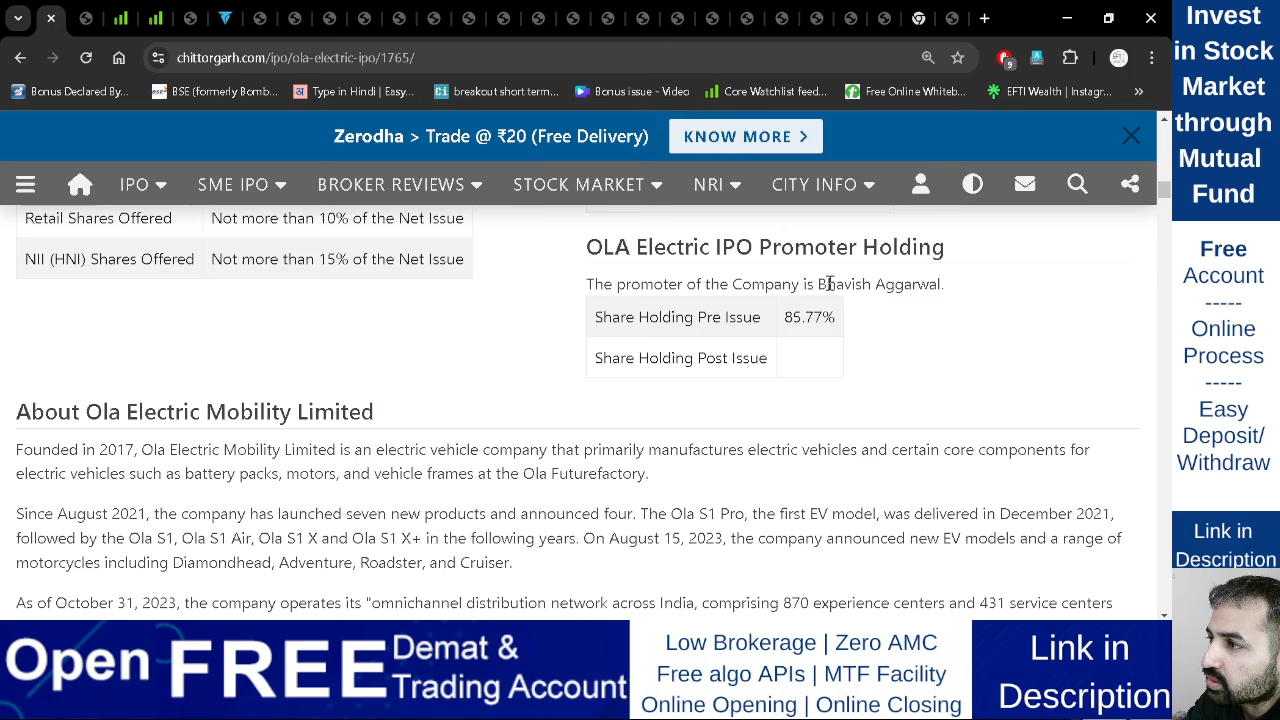 chittorgarh.com/ipo/ola-electric-ipo/1765/
9
Bonus Declared By...
BSE (formerly Bomb...
Type in Hindi | Easy...
breakout short term...
Bonus issue - Video
Core Watchlist feed...
Free Online Whiteb...
EFTI Wealth | Instagr...
Zerodha > Trade @ ₹20 (Free Delivery)
KNOW MORE
IPO
SME IPO
BROKER REVIEWS
STOCK MARKET
NRI
CITY INFO
Retail Shares Offered
Not more than 10% of the Net Issue
NII (HNI) Shares Offered
Not more than 15% of the Net Issue
OLA Electric IPO Promoter Holding
The promoter of the Company is Bhavish Aggarwal.
Share Holding Pre Issue
85.77%
Share Holding Post Issue
About Ola Electric Mobility Limited
Founded in 2017, Ola Electric Mobility Limited is an electric vehicle company that primarily manufactures electric vehicles and certain core components for
electric vehicles such as battery packs, motors, and vehicle frames at the Ola Futurefactory.
Since August 2021, the company has launched seven new products and announced four. The Ola S1 Pro, the first EV model, was delivered in December 2021,
followed by the Ola S1, Ola S1 Air, Ola S1 X and Ola S1 X+ in the following years. On August 15, 2023, the company announced new EV models and a range of
motorcycles including Diamondhead, Adventure, Roadster, and Cruiser.
As of October 31, 2023, the company operates its "omnichannel distribution network across India, comprising 870 experience centers and 431 service centers
Invest
in Stock
Market
through
Mutual
Fund
Free
Account
-----
Online
Process
-----
Easy
Deposit/
Withdraw
Link in
Description
Open FREE Demat &
Trading Account
Low Brokerage | Zero AMC
Free algo APIs | MTF Facility
Online Opening | Online Closing
Link in
Description